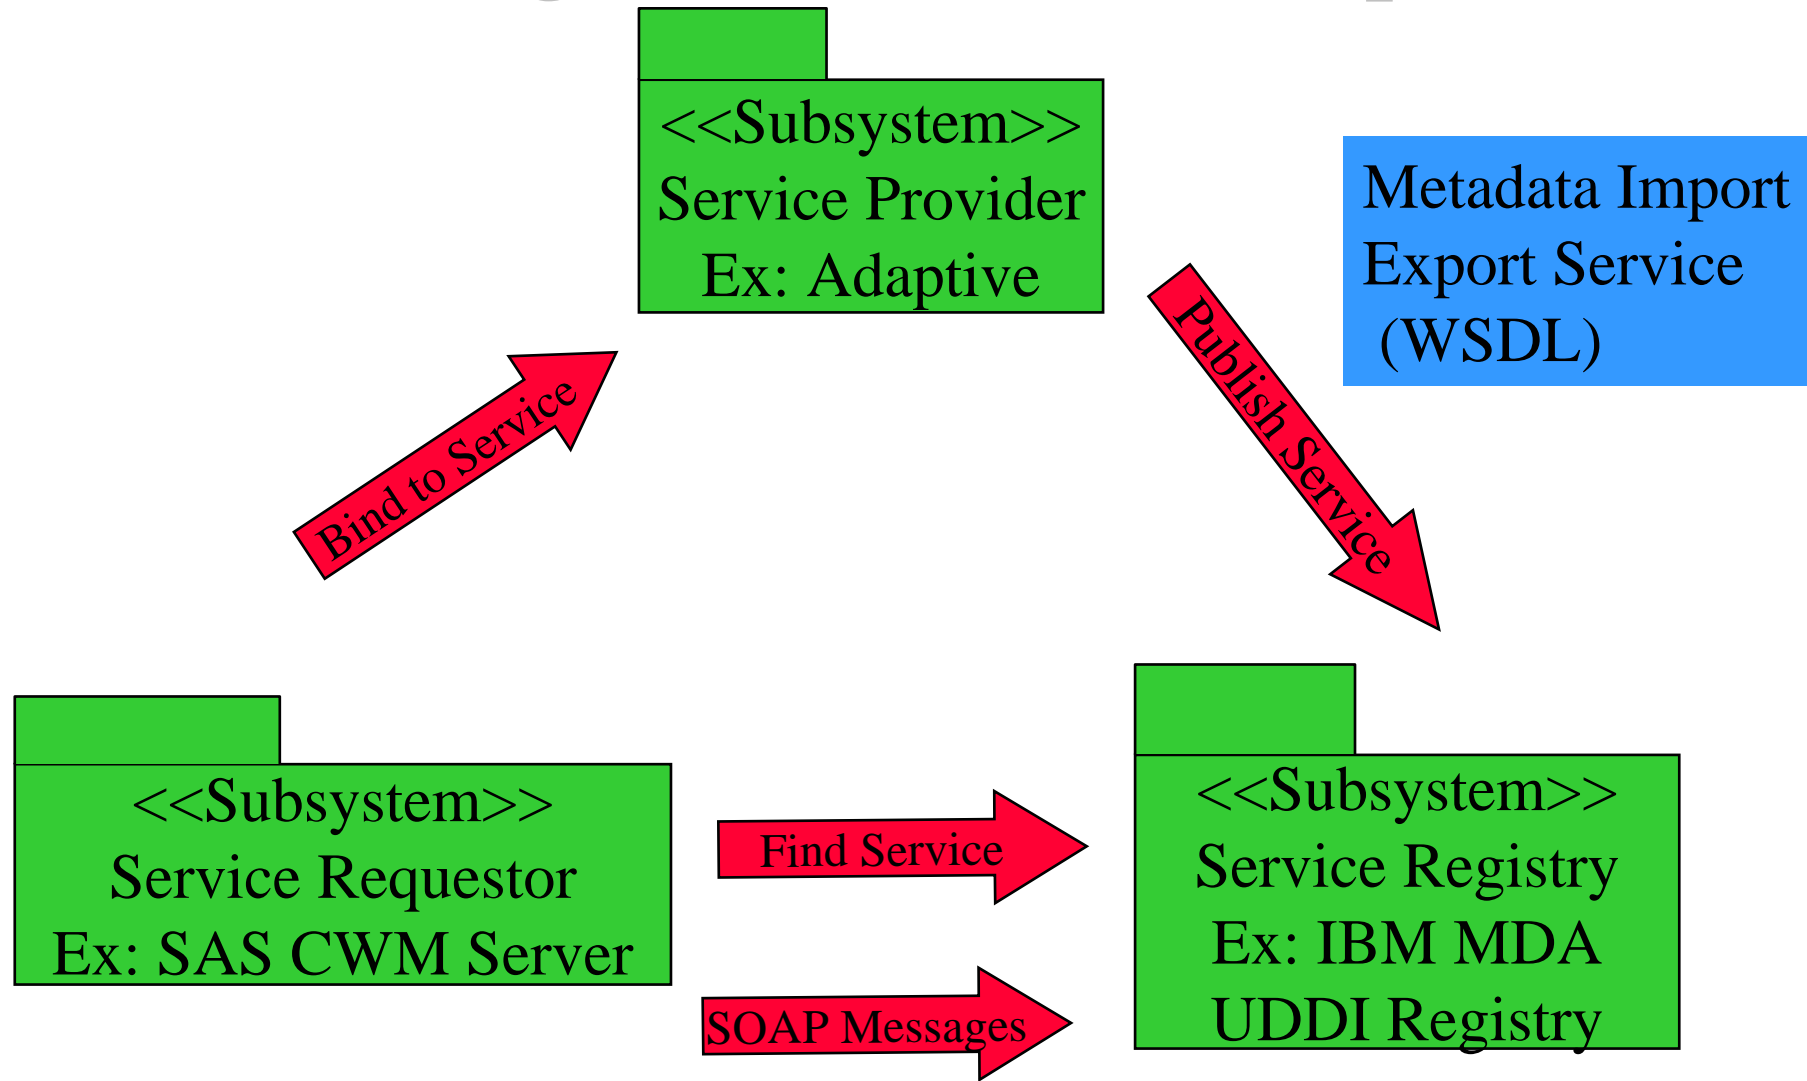 <<Subsystem>>
Service Provider
Ex: Adaptive
Metadata Import
Export Service
(WSDL)
Bind to Service
Publish Service
<<Subsystem>>
Service Requestor
Ex: SAS CWM Server
Find Service
SOAP Messages
<<Subsystem>>
Service Registry
Ex: IBM MDA
UDDI Registry